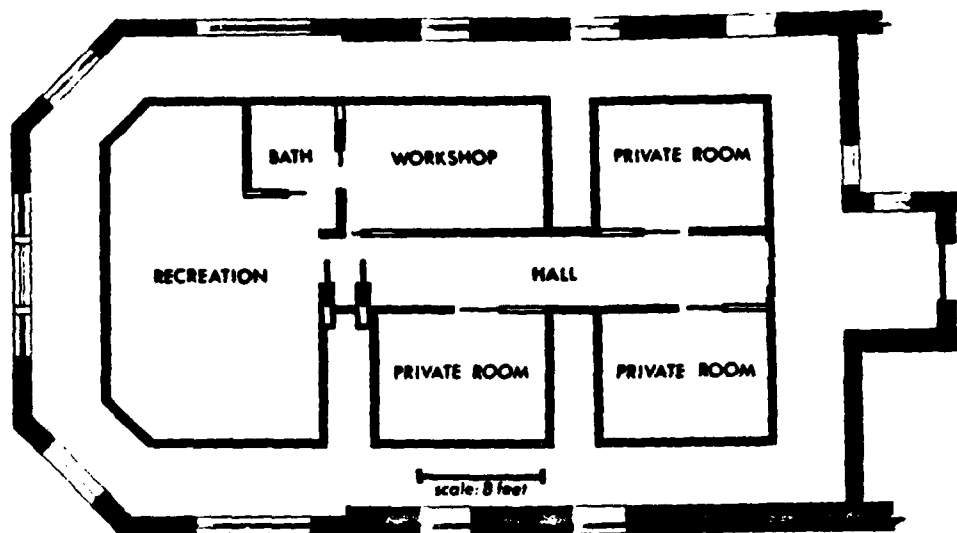 BATH
WORKSHOP
PRIVATE ROOM
RECREATION
HALL
PRIVATE ROOM
PRIVATE ROOM
scale: 8 feet